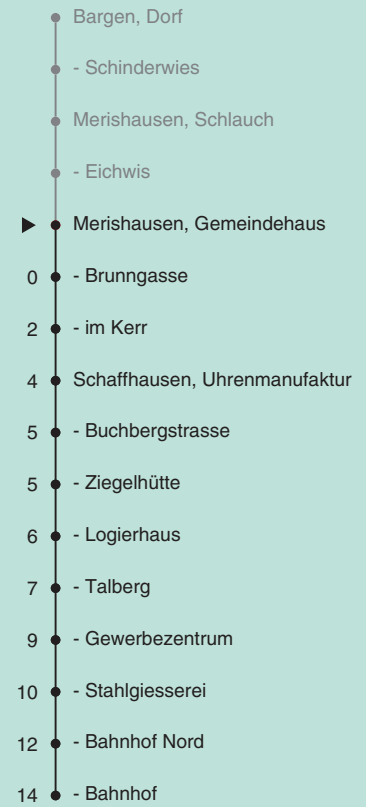 Bargen, Dorf
- Schinderwies
Merishausen, Schlauch
- Eichwis
Merishausen, Gemeindehaus
0 - Brunngasse
2 - im Kerr
4 Schaffhausen, Uhrenmanufaktur
5 - Buchbergstrasse
5 - Ziegelhütte
6 - Logierhaus
7 - Talberg
9 - Gewerbezentrum
10 - Stahlgiesserei
12 - Bahnhof Nord
14 - Bahnhof